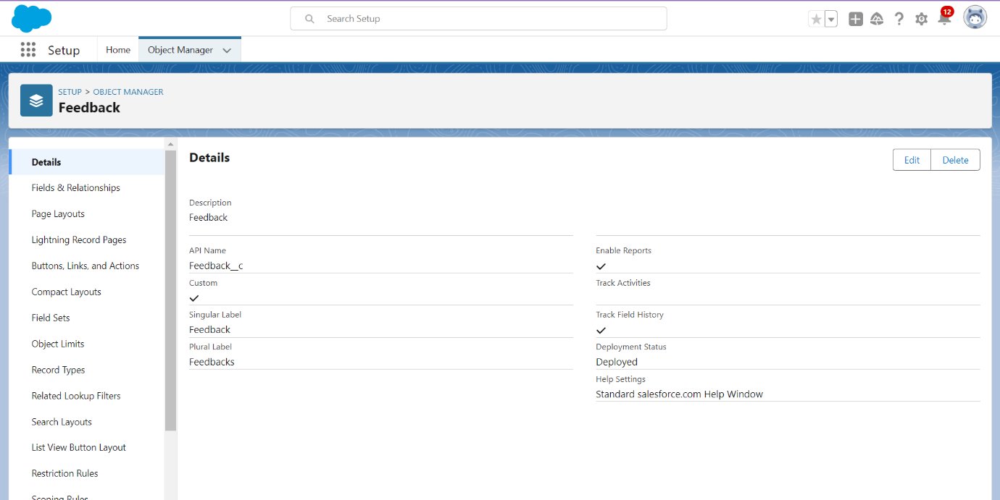 Search Setup
12
Setup
Home
Object Manager
SETUP > OBJECT MANAGER
Feedback
Details
Fields & Relationships
Page Layouts
Lightning Record Pages
Buttons, Links, and Actions
Compact Layouts
Field Sets
Object Limits
Record Types
Related Lookup Filters
Search Layouts
List View Button Layout
Restriction Rules
Scoping Rules
Details
Edit
Delete
Description
Feedback
API Name
Feedback__c
Custom
Singular Label
Feedback
Plural Label
Feedbacks
Enable Reports
Track Activities
Track Field History
Deployment Status
Deployed
Help Settings
Standard salesforce.com Help Window